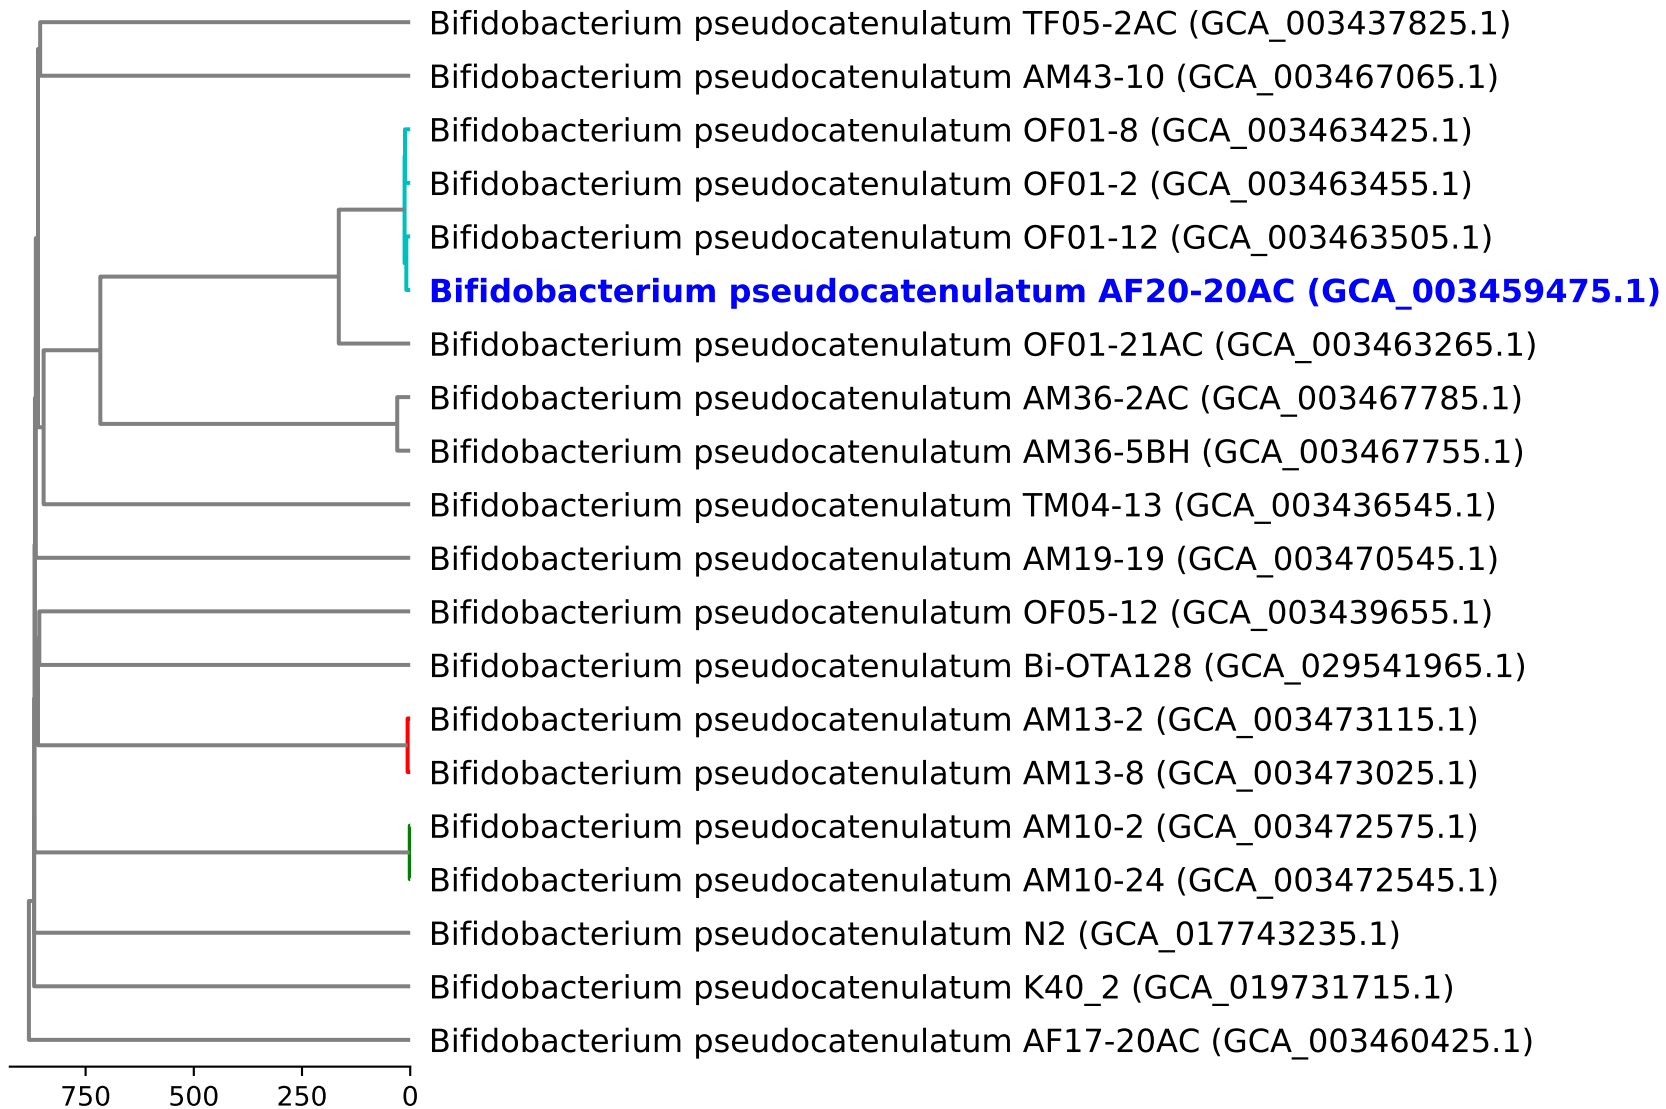 Bifidobacterium pseudocatenulatum TF05-2AC (GCA_003437825.1)
Bifidobacterium pseudocatenulatum AM43-10 (GCA_003467065.1)
Bifidobacterium pseudocatenulatum OF01-8 (GCA_003463425.1)
Bifidobacterium pseudocatenulatum OF01-2 (GCA_003463455.1)
Bifidobacterium pseudocatenulatum OF01-12 (GCA_003463505.1)
Bifidobacterium pseudocatenulatum AF20-20AC (GCA_003459475.1)
Bifidobacterium pseudocatenulatum OF01-21AC (GCA_003463265.1)
Bifidobacterium pseudocatenulatum AM36-2AC (GCA_003467785.1)
Bifidobacterium pseudocatenulatum AM36-5BH (GCA_003467755.1)
Bifidobacterium pseudocatenulatum TM04-13 (GCA_003436545.1)
Bifidobacterium pseudocatenulatum AM19-19 (GCA_003470545.1)
Bifidobacterium pseudocatenulatum OF05-12 (GCA_003439655.1)
Bifidobacterium pseudocatenulatum Bi-OTA128 (GCA_029541965.1)
Bifidobacterium pseudocatenulatum AM13-2 (GCA_003473115.1)
Bifidobacterium pseudocatenulatum AM13-8 (GCA_003473025.1)
Bifidobacterium pseudocatenulatum AM10-2 (GCA_003472575.1)
Bifidobacterium pseudocatenulatum AM10-24 (GCA_003472545.1)
Bifidobacterium pseudocatenulatum N2 (GCA_017743235.1)
Bifidobacterium pseudocatenulatum K40_2 (GCA_019731715.1)
Bifidobacterium pseudocatenulatum AF17-20AC (GCA_003460425.1)
750 500 250 0